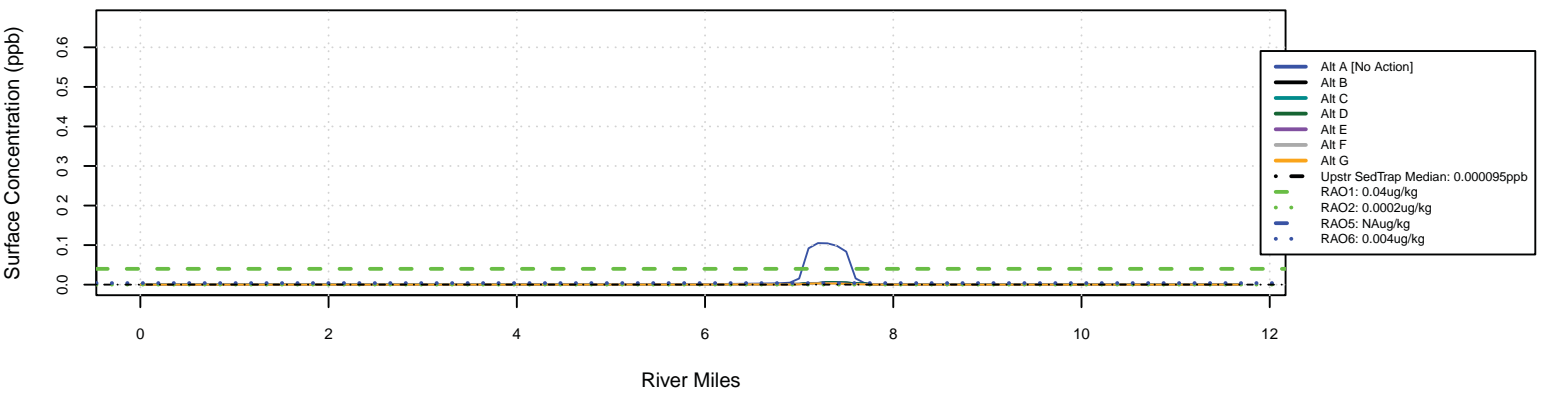 Surface Concentration (ppb)
0.6
0.5
0.4
0.3
0.2
0.1
0.0
0 2 4 6 8 10 12
River Miles
Alt A [No Action]
Alt B
Alt C
Alt D
Alt E
Alt F
Alt G
Upstr SedTrap Median: 0.000095ppb
RAO1: 0.04ug/kg
RAO2: 0.0002ug/kg
RAO5: NAug/kg
RAO6: 0.004ug/kg